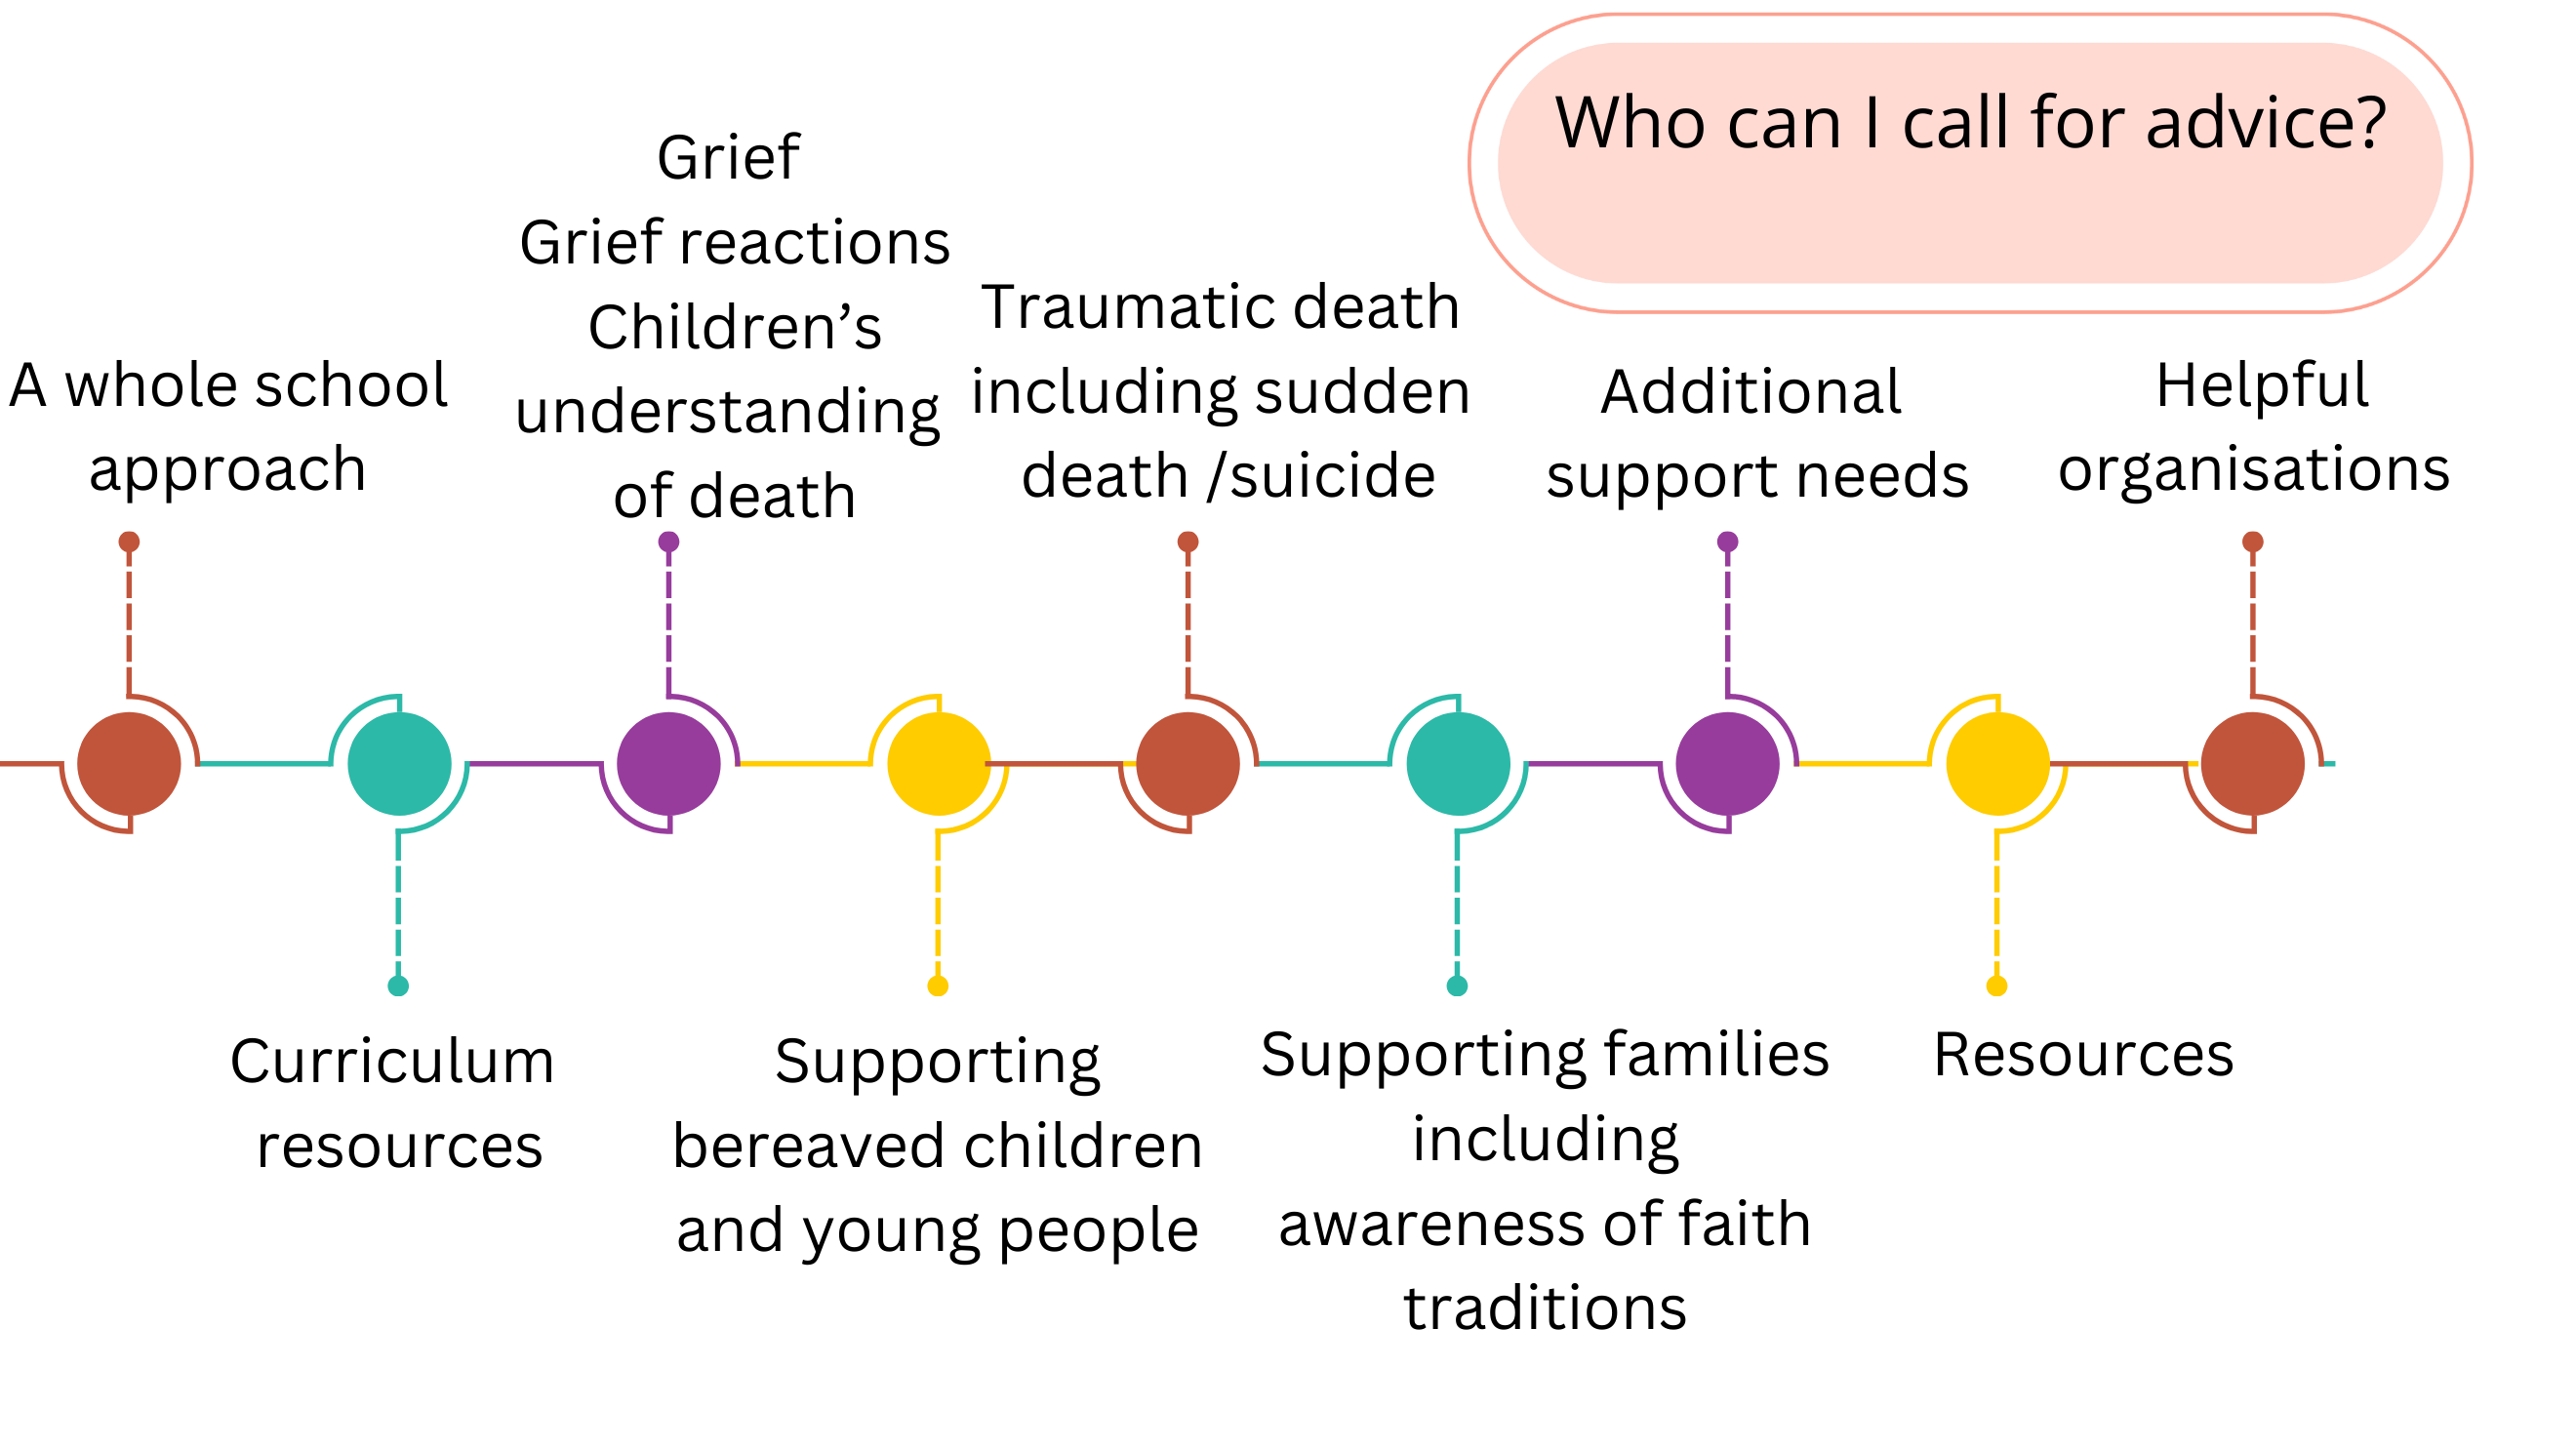 Who can I call for advice?
A whole school
approach
Grief
Grief reactions
Children’s
understanding
of death
Traumatic death
including sudden
death /suicide
Additional
support needs
Helpful
organisations
Curriculum
resources
Supporting
bereaved children
and young people
Supporting families
including
awareness of faith
traditions
Resources